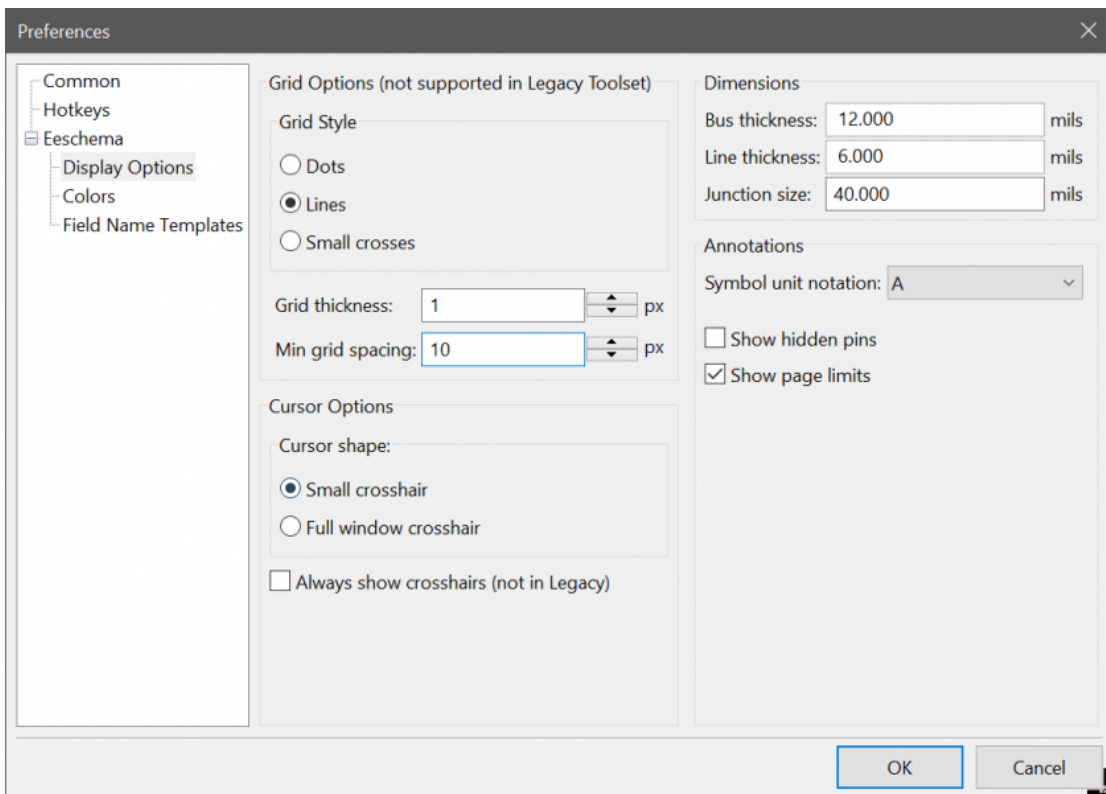 Preferences
Common
Hotkeys
Eeschema
Display Options
Colors
Field Name Templates
Grid Options (not supported in Legacy Toolset)
Grid Style
Dots
Lines
Small crosses
Grid thickness: 1 px
Min grid spacing: 10 px
Cursor Options
Cursor shape:
Small crosshair
Full window crosshair
Always show crosshairs (not in Legacy)
Dimensions
Bus thickness: 12.000 mils
Line thickness: 6.000 mils
Junction size: 40.000 mils
Annotations
Symbol unit notation: A
Show hidden pins
Show page limits
OK Cancel